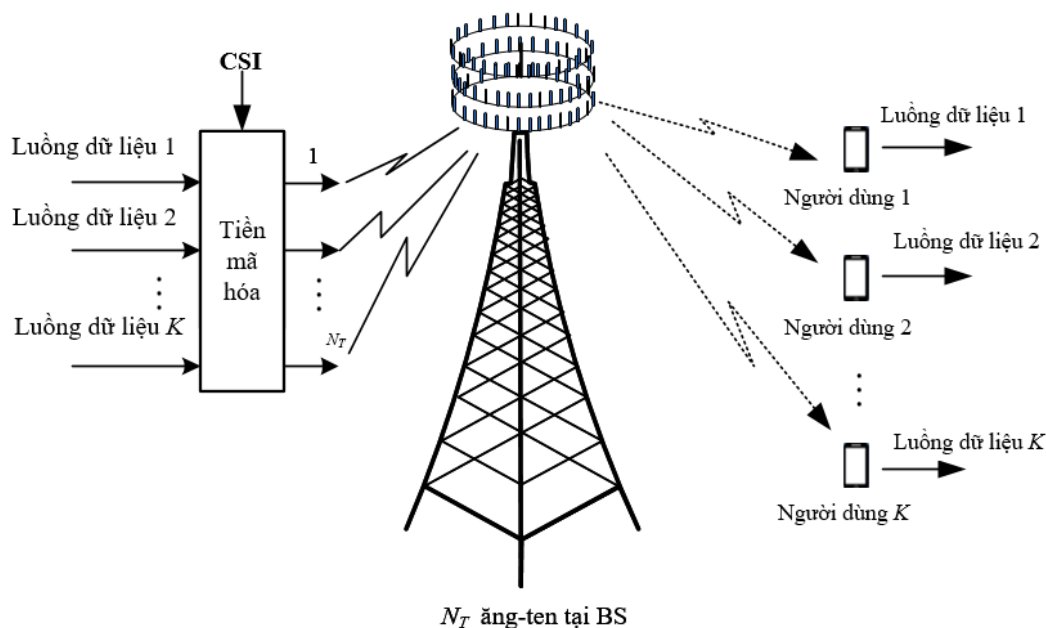 CSI
Luồng dữ liệu 1
Luồng dữ liệu 2
⋮
Luồng dữ liệu K
Tiền
mã
hóa
1
⋮
N_T
Luồng dữ liệu 1
Người dùng 1
Luồng dữ liệu 2
Người dùng 2
⋮
Luồng dữ liệu K
Người dùng K
N_T ăng-ten tại BS